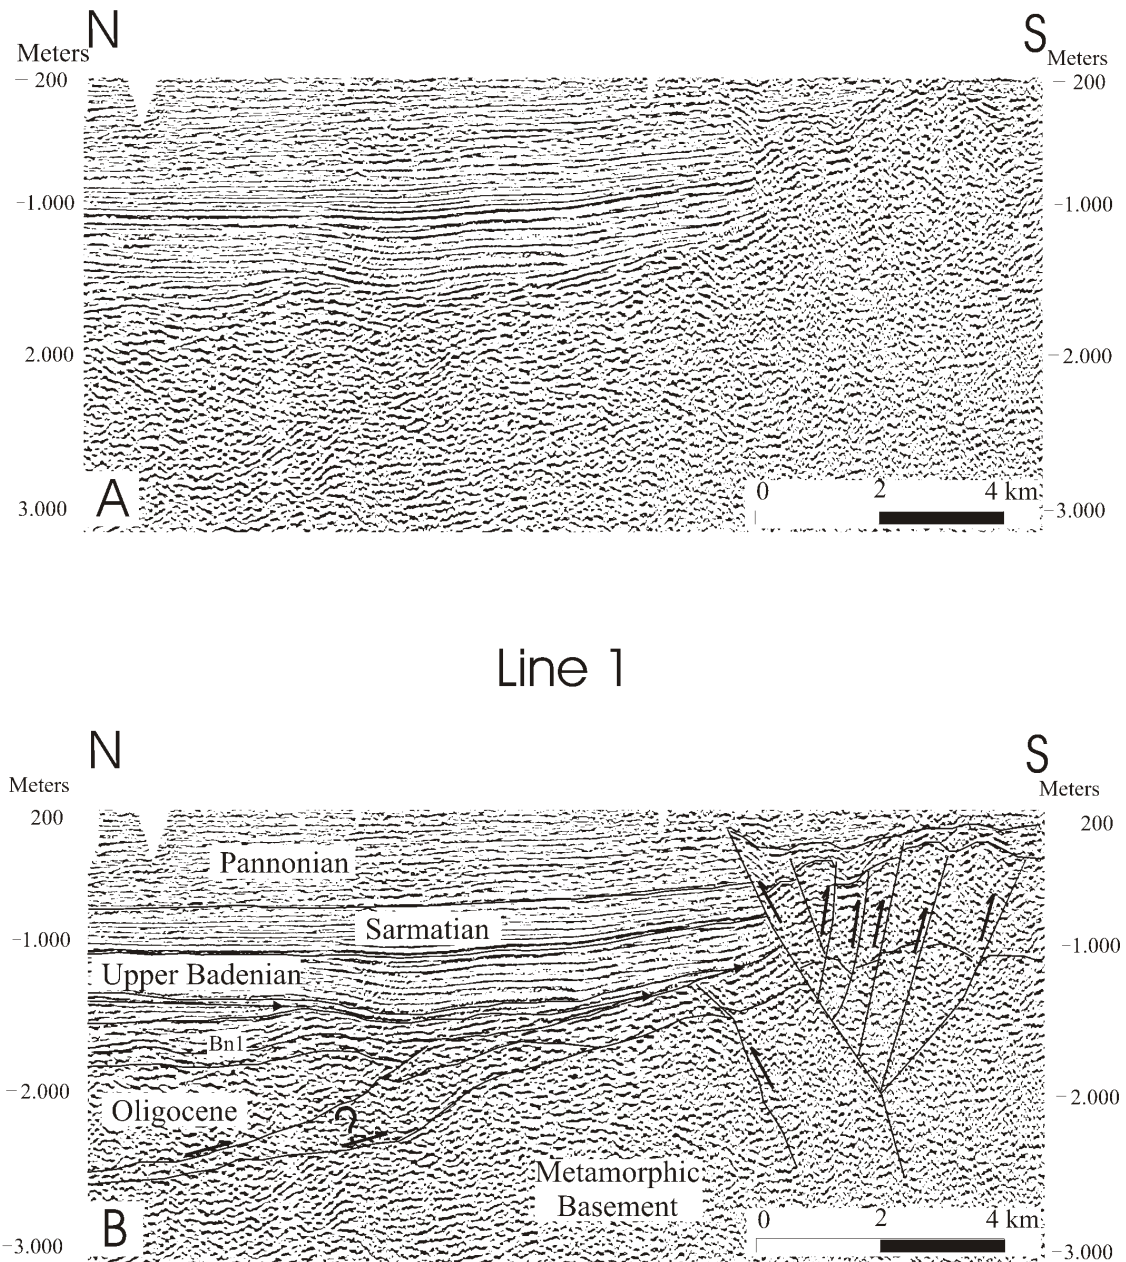 N S
Meters Meters
– 200 – 200
–1.000 –1.000
2.000 –2.000
A
0 2 4 km
3.000 –3.000
Line 1
N S
Meters Meters
200 200
Pannonian
Sarmatian
–1.000 –1.000
Upper Badenian
Bn1
–2.000 –2.000
Oligocene
?
Metamorphic
Basement
B
0 2 4 km
–3.000 –3.000